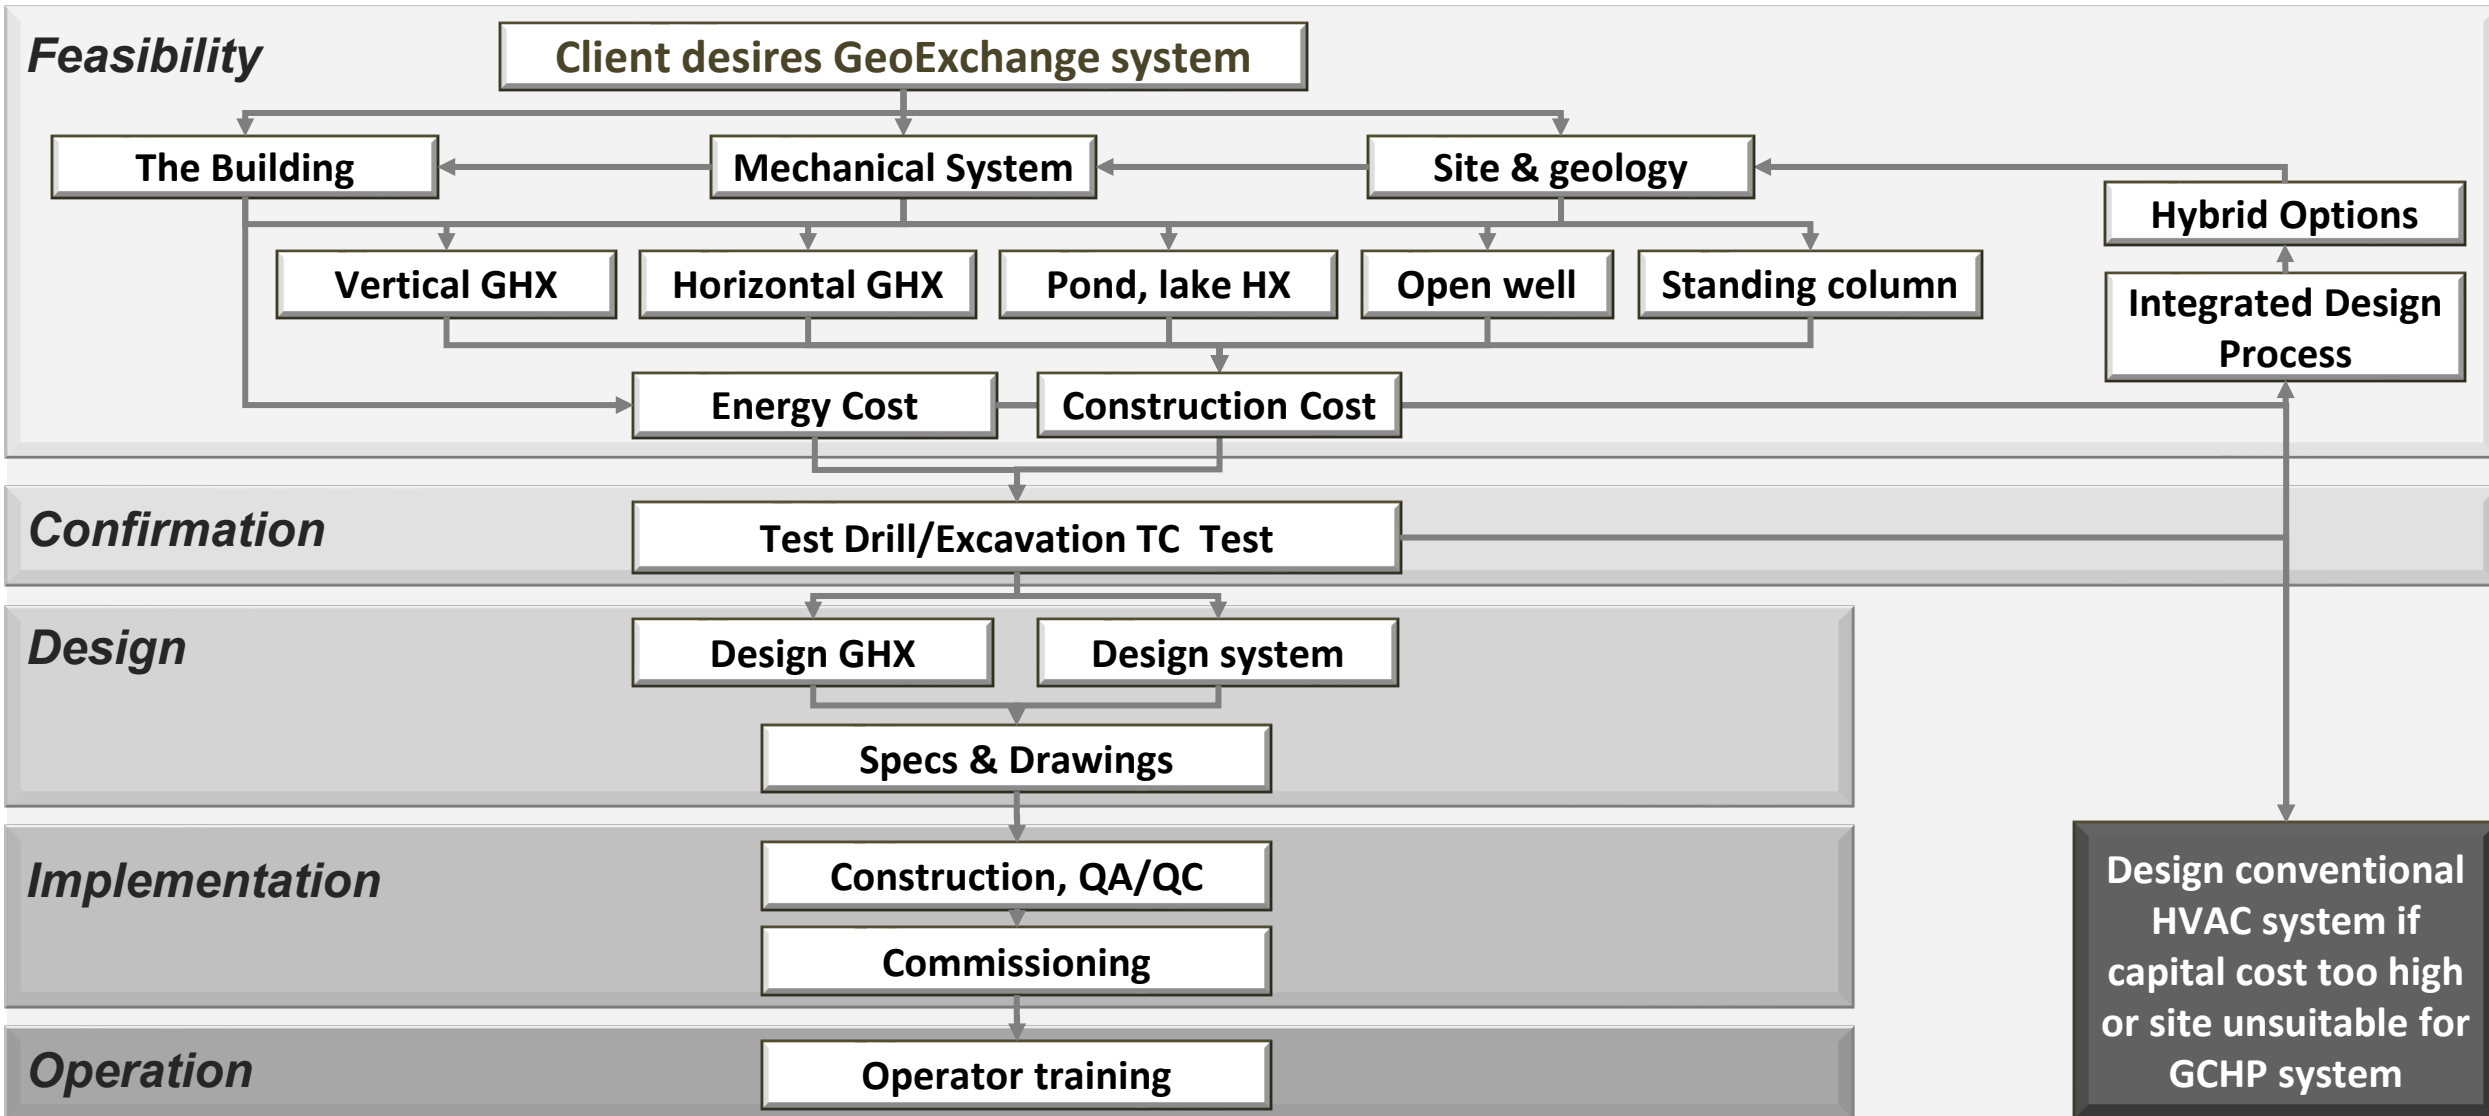 Feasibility
Client desires GeoExchange system
The Building
Mechanical System
Site & geology
Hybrid Options
Vertical GHX
Horizontal GHX
Pond, lake HX
Open well
Standing column
Integrated Design
Process
Energy Cost
Construction Cost
Confirmation
Test Drill/Excavation TC  Test
Design
Design GHX
Design system
Specs & Drawings
Implementation
Construction, QA/QC
Commissioning
Design conventional
HVAC system if
capital cost too high
or site unsuitable for
GCHP system
Operation
Operator training